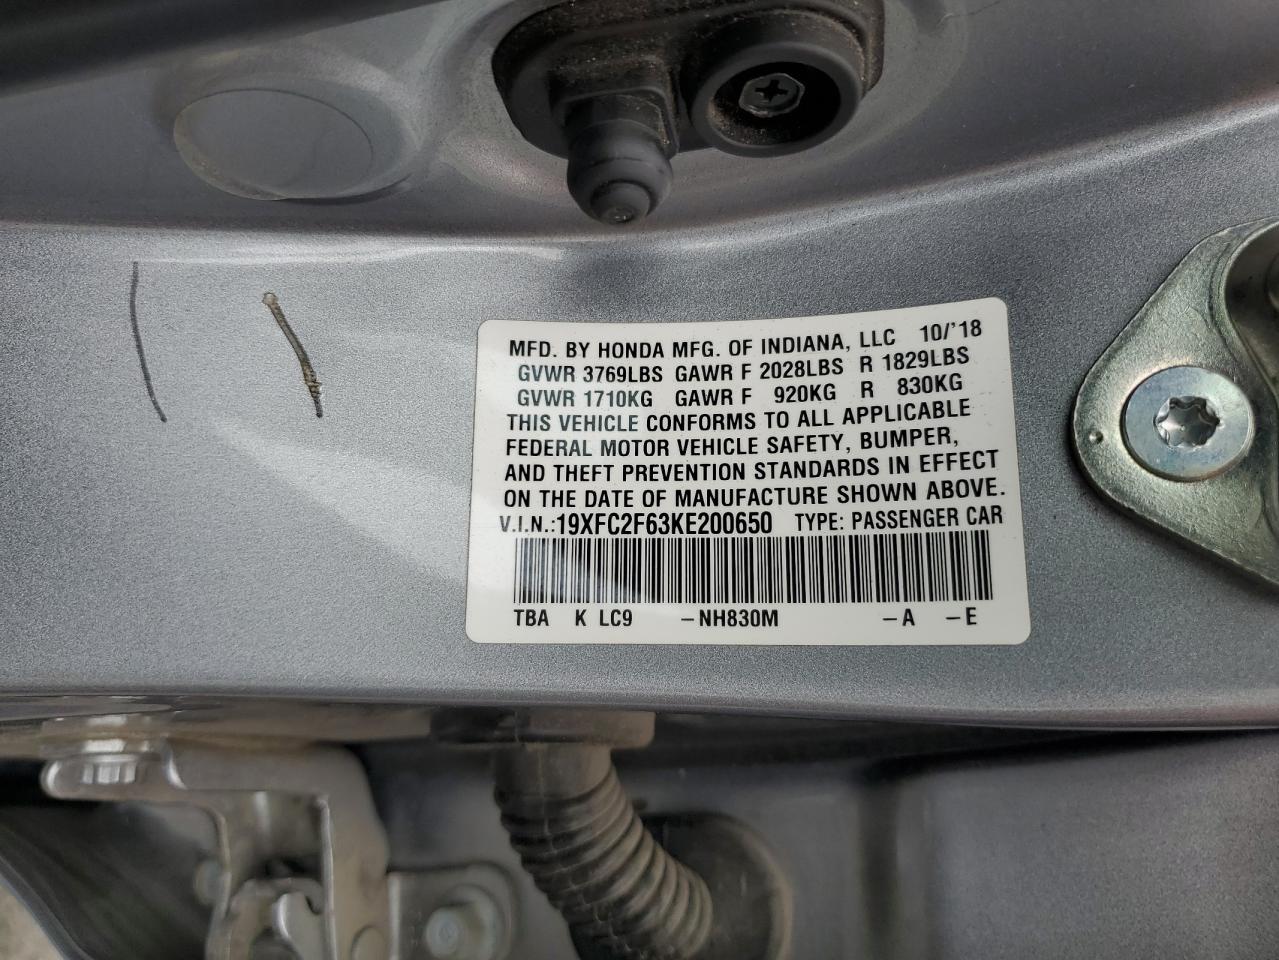 MFD. BY HONDA MFG. OF INDIANA, LLC 10/'18
GVWR 3769LBS GAWR F 2028LBS R 1829LBS
GVWR 1710KG GAWR F 920KG R 830KG
THIS VEHICLE CONFORMS TO ALL APPLICABLE
FEDERAL MOTOR VEHICLE SAFETY, BUMPER,
AND THEFT PREVENTION STANDARDS IN EFFECT
ON THE DATE OF MANUFACTURE SHOWN ABOVE.
V.I.N.:19XFC2F63KE200650 TYPE: PASSENGER CAR
TBA K LC9 –NH830M –A –E